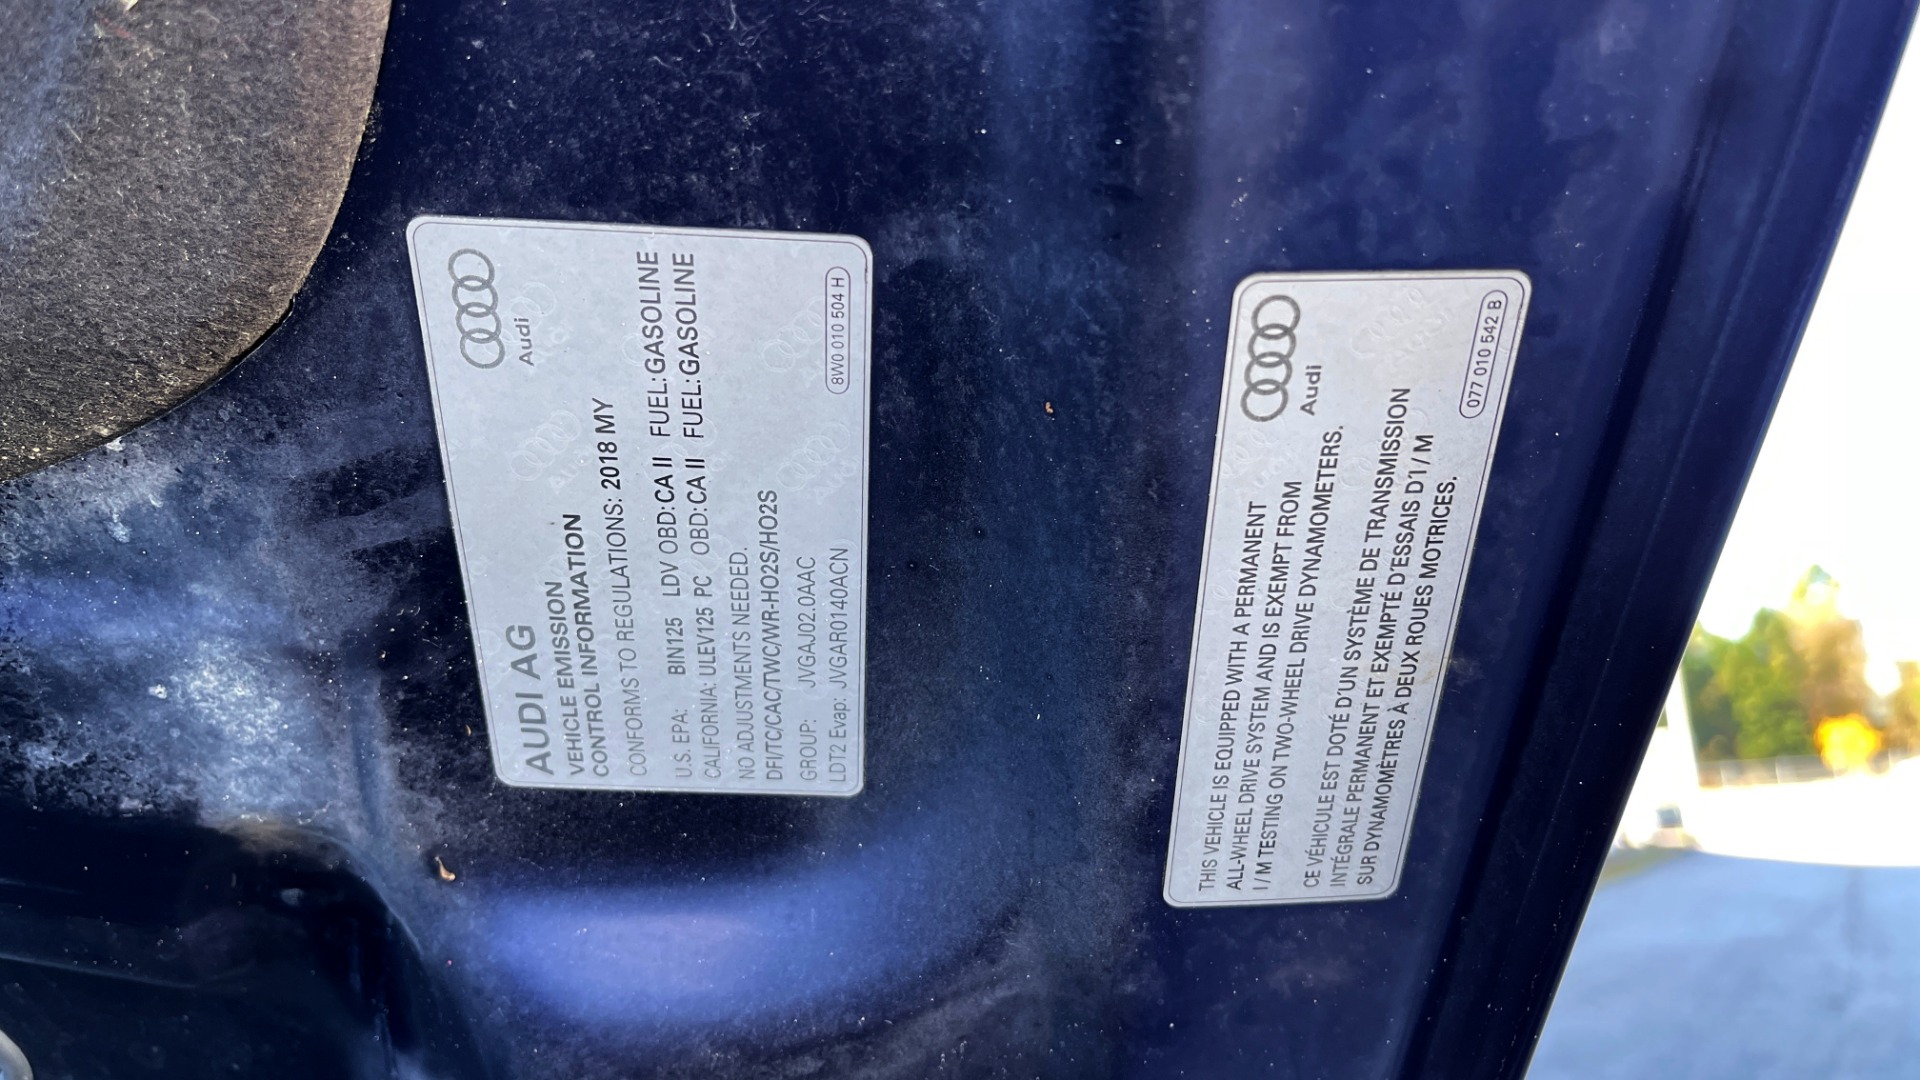 Audi
AUDI AG
VEHICLE EMISSION
CONTROL INFORMATION
CONFORMS TO REGULATIONS: 2018 MY
U.S. EPA: BIN125 LDV OBD: CA II FUEL: GASOLINE
CALIFORNIA: ULEV125 PC OBD: CA II FUEL: GASOLINE
NO ADJUSTMENTS NEEDED.
DFI/TC/CAC/TWC/WR-HO2S/HO2S
GROUP: JVGAJ02.0AAC
LDT2 Evap: JVGAR0140ACN
8W0 010 504 H
Audi
THIS VEHICLE IS EQUIPPED WITH A PERMANENT
ALL-WHEEL DRIVE SYSTEM AND IS EXEMPT FROM
I / M TESTING ON TWO-WHEEL DRIVE DYNAMOMETERS.
CE VÉHICULE EST DOTÉ D'UN SYSTÈME DE TRANSMISSION
INTÉGRALE PERMANENT ET EXEMPTÉ D'ESSAIS D'I / M
SUR DYNAMOMÈTRES À DEUX ROUES MOTRICES.
077 010 542 B